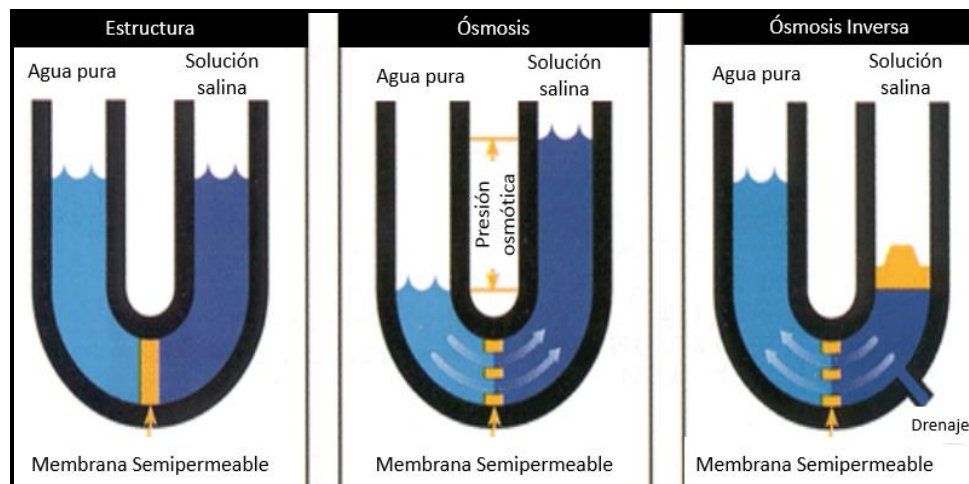 Estructura
Agua pura
Solución
salina
Membrana Semipermeable
Ósmosis
Agua pura
Solución
salina
Presión
osmótica
Membrana Semipermeable
Ósmosis Inversa
Agua pura
Solución
salina
Drenaje
Membrana Semipermeable